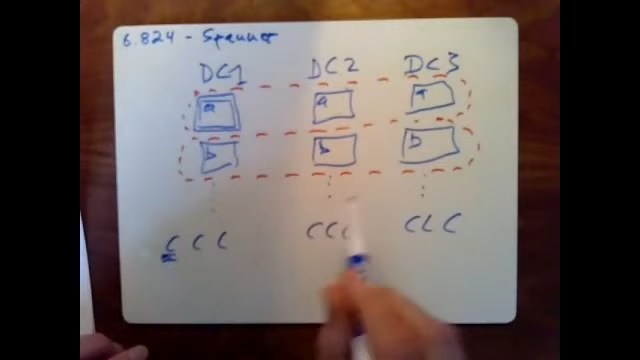 6.824 - Spanner
DC1 DC2 DC3
a a a
b b b
C C C C C C C C C